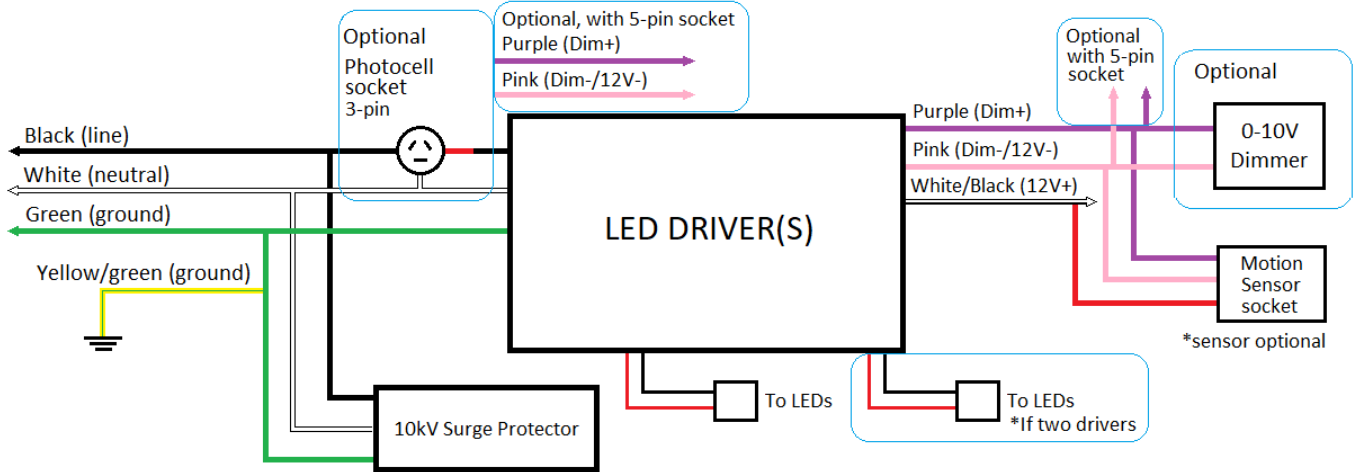 Optional
Photocell
socket
3-pin
Optional, with 5-pin socket
Purple (Dim+)
Pink (Dim-/12V-)
Optional
with 5-pin
socket
Optional
Black (line)
White (neutral)
Green (ground)
Yellow/green (ground)
LED DRIVER(S)
Purple (Dim+)
Pink (Dim-/12V-)
White/Black (12V+)
0-10V
Dimmer
Motion
Sensor
socket
*sensor optional
10kV Surge Protector
To LEDs
To LEDs
*If two drivers